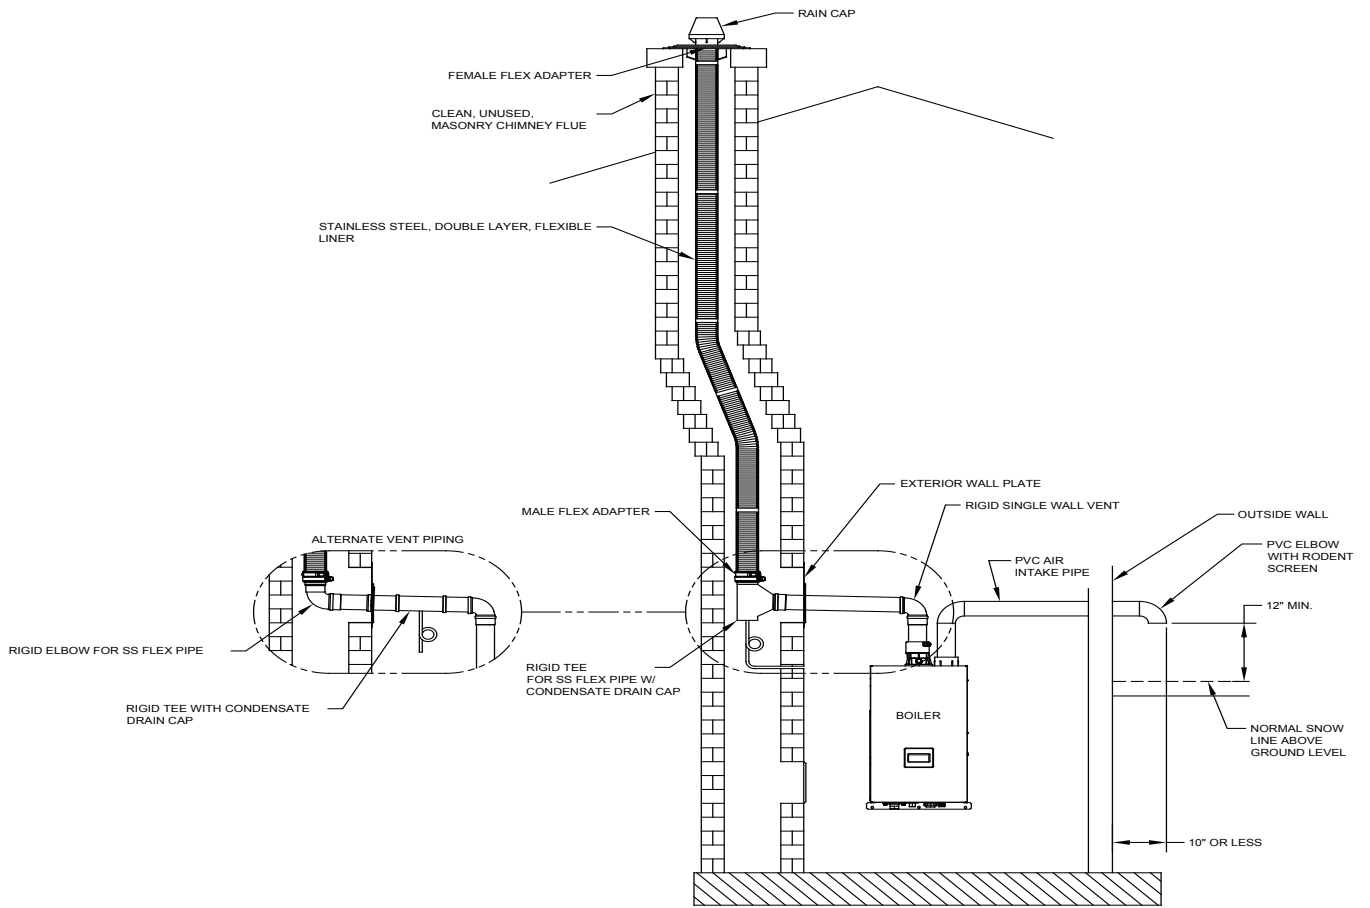 RAIN CAP
FEMALE FLEX ADAPTER
CLEAN, UNUSED,
MASONRY CHIMNEY FLUE
STAINLESS STEEL, DOUBLE LAYER, FLEXIBLE
LINER
EXTERIOR WALL PLATE
RIGID SINGLE WALL VENT
MALE FLEX ADAPTER
OUTSIDE WALL
ALTERNATE VENT PIPING
PVC ELBOW
WITH RODENT
SCREEN
PVC AIR
INTAKE PIPE
12" MIN.
RIGID ELBOW FOR SS FLEX PIPE
RIGID TEE
FOR SS FLEX PIPE W/
CONDENSATE DRAIN CAP
RIGID TEE WITH CONDENSATE
DRAIN CAP
BOILER
NORMAL SNOW
LINE ABOVE
GROUND LEVEL
10" OR LESS